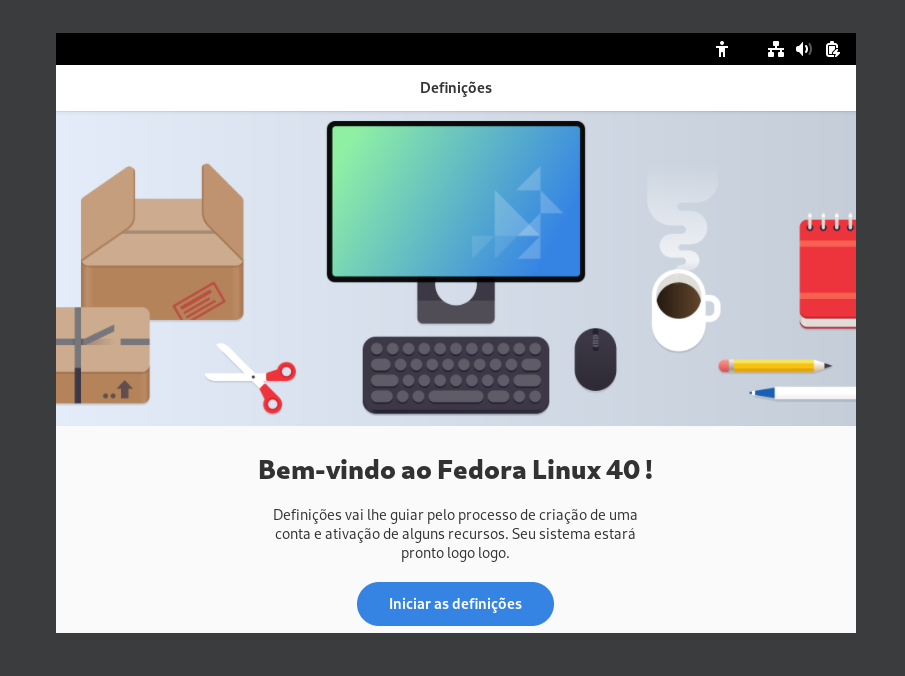 Definições
Bem-vindo ao Fedora Linux 40 !
Definições vai lhe guiar pelo processo de criação de uma
conta e ativação de alguns recursos. Seu sistema estará
pronto logo logo.
Iniciar as definições